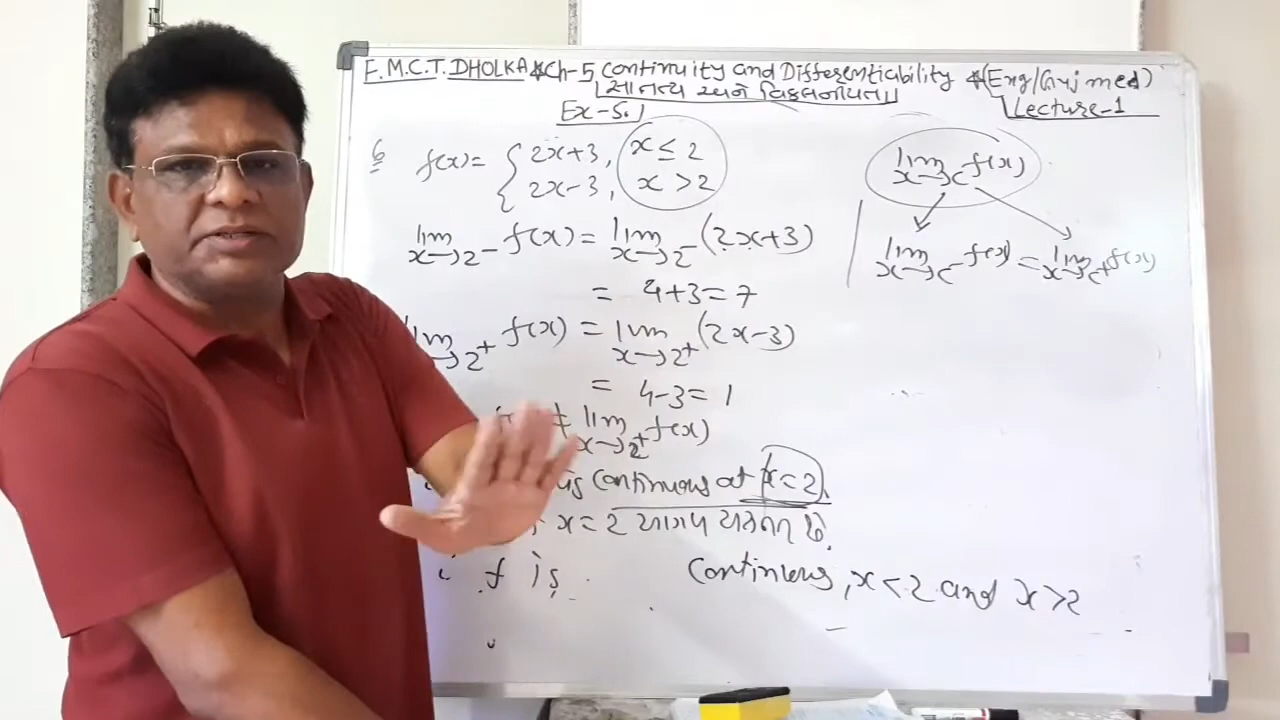 F.M.C.T. DHOLKA * Ch-5 Continuity and Differentiability * (Eng/Guj med)
સાતત્ય અને વિકલનીયતા
Lecture-1
Ex-5.1
6 f(x) = { 2x+3, x ≤ 2
2x-3, x > 2
lim x→2⁻ f(x) = lim x→2⁻ (2x+3)
= 4+3 = 7
lim x→2⁺ f(x) = lim x→2⁺ (2x-3)
= 4-3 = 1
≠ lim x→2⁺ f(x)
continuous at x=2.
x=2 આગળ છે.
f is continuous, x<2 and x>2
lim x→c f(x)
lim x→c⁻ f(x) = lim x→c⁺ f(x)